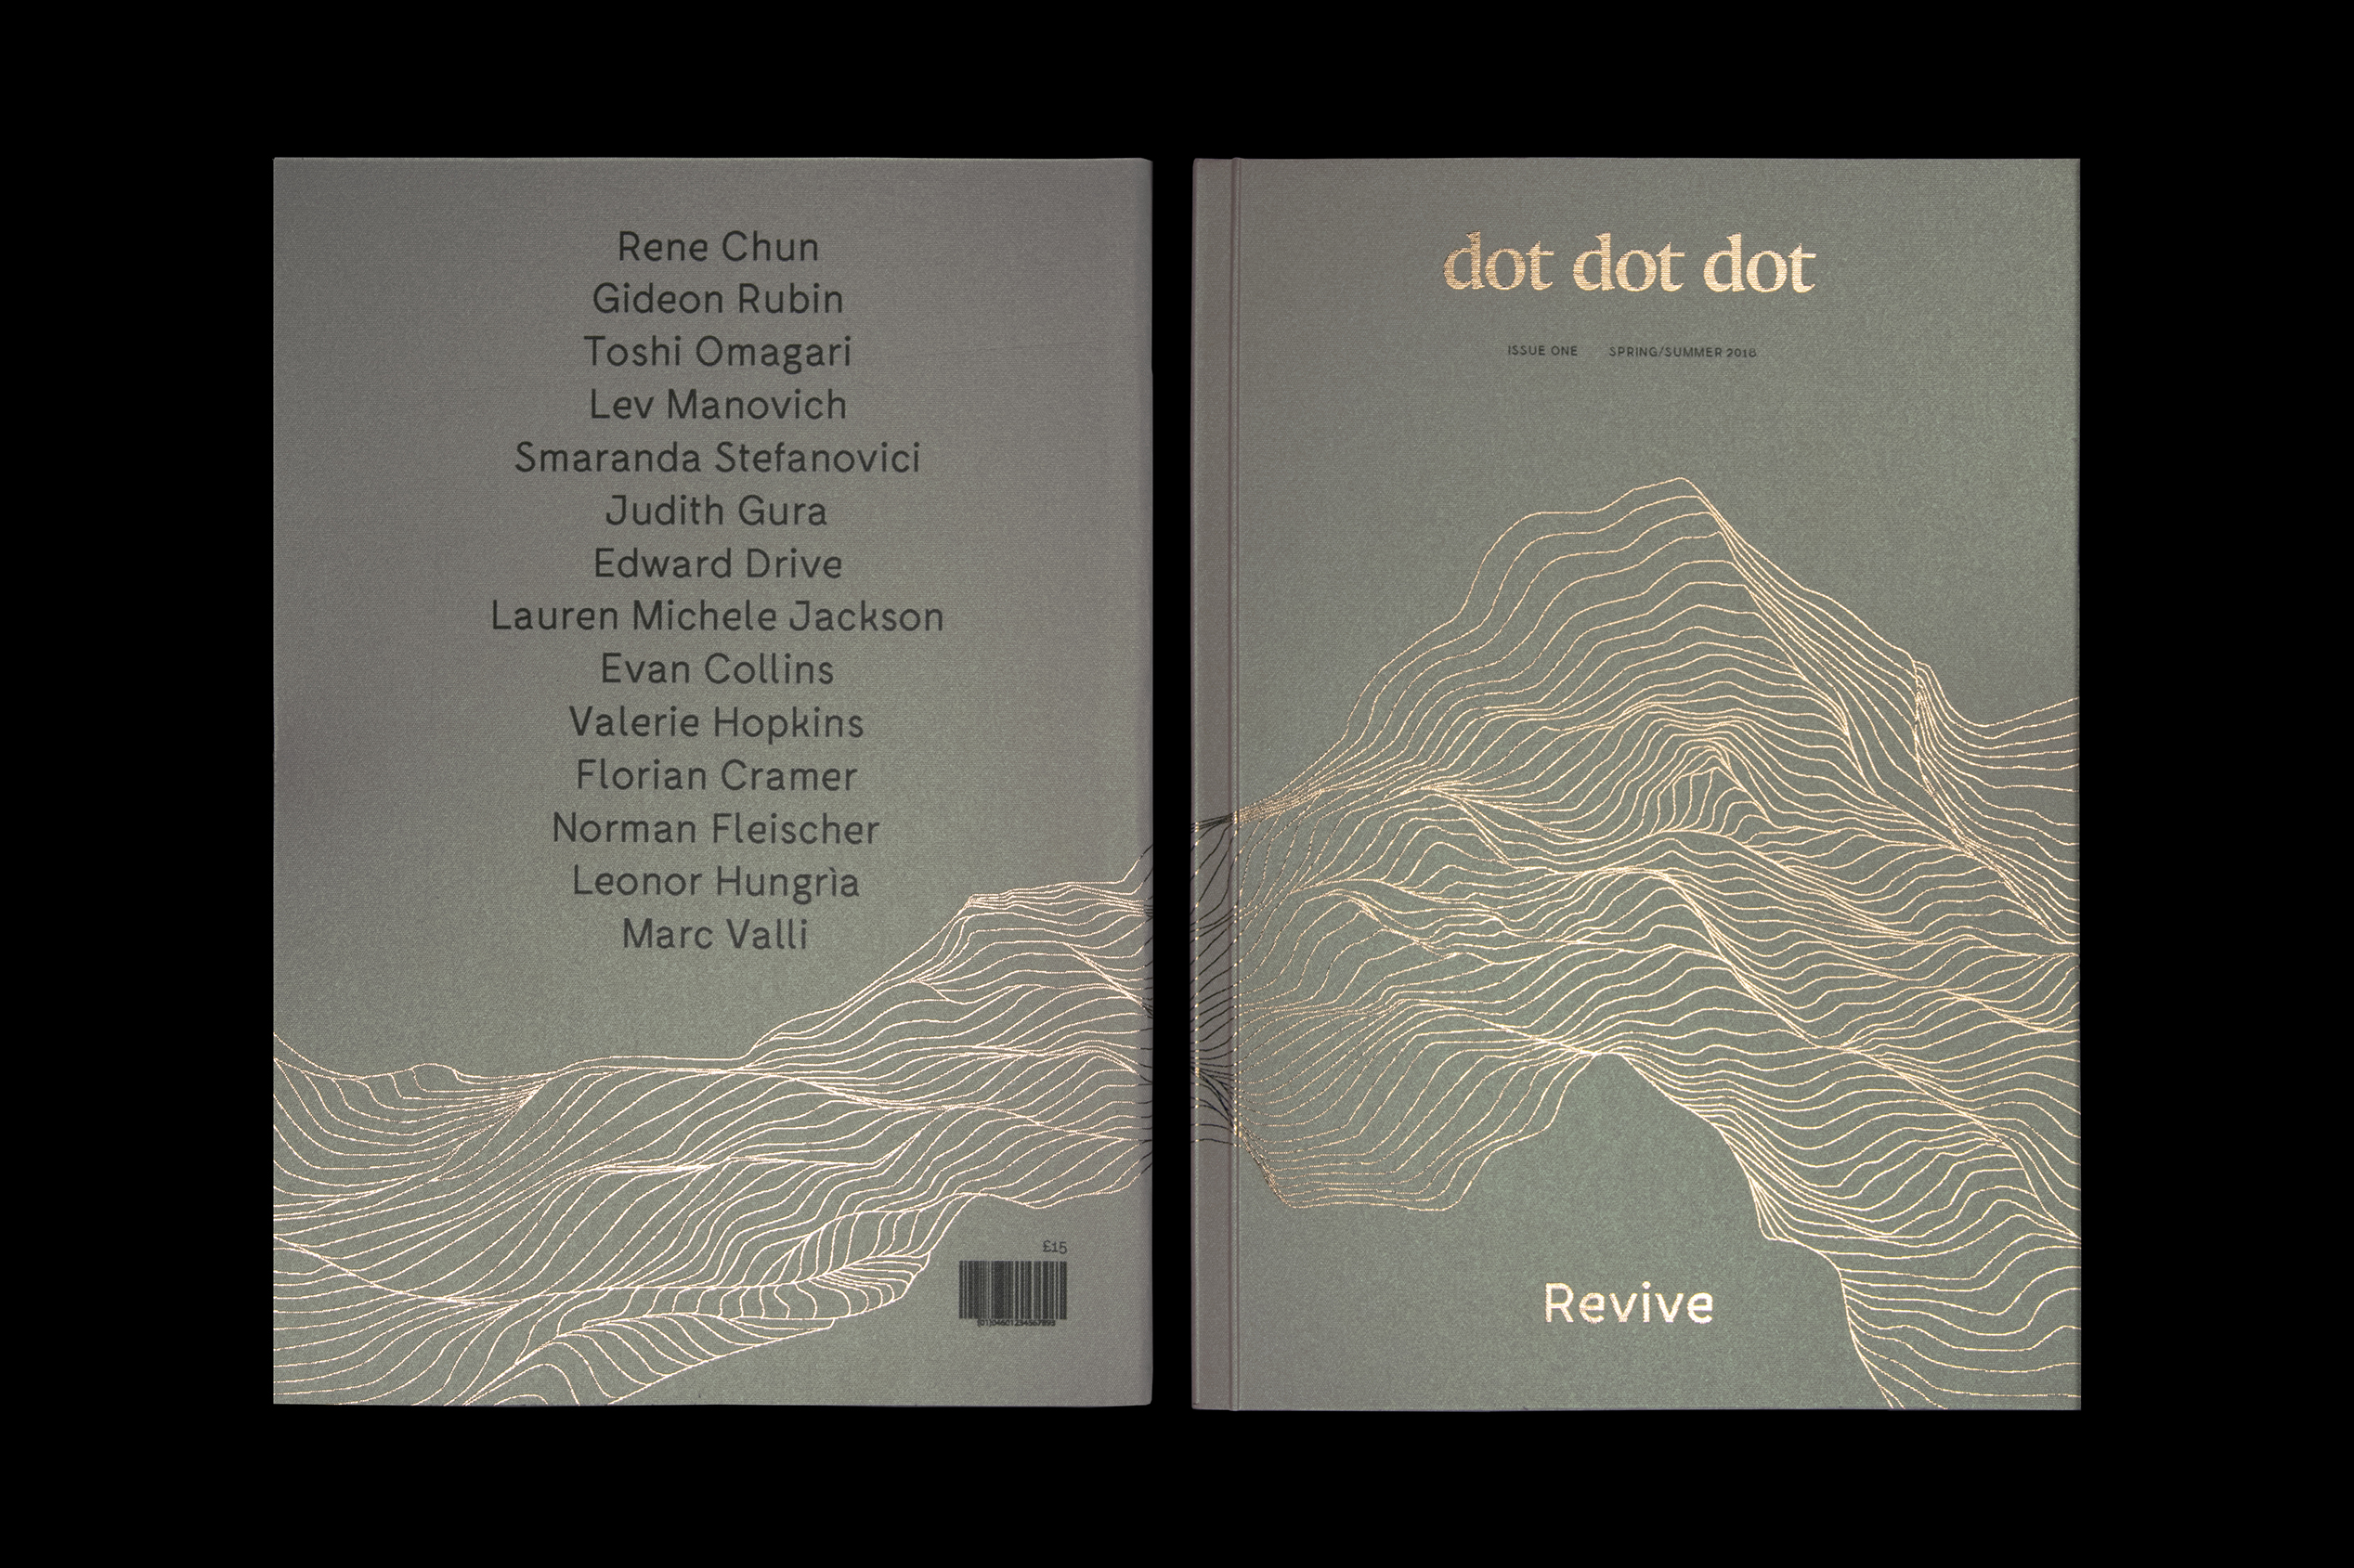 Rene Chun
Gideon Rubin
Toshi Omagari
Lev Manovich
Smaranda Stefanovici
Judith Gura
Edward Drive
Lauren Michele Jackson
Evan Collins
Valerie Hopkins
Florian Cramer
Norman Fleischer
Leonor Hungrìa
Marc Valli
£15
dot dot dot
ISSUE ONE SPRING/SUMMER 2018
Revive